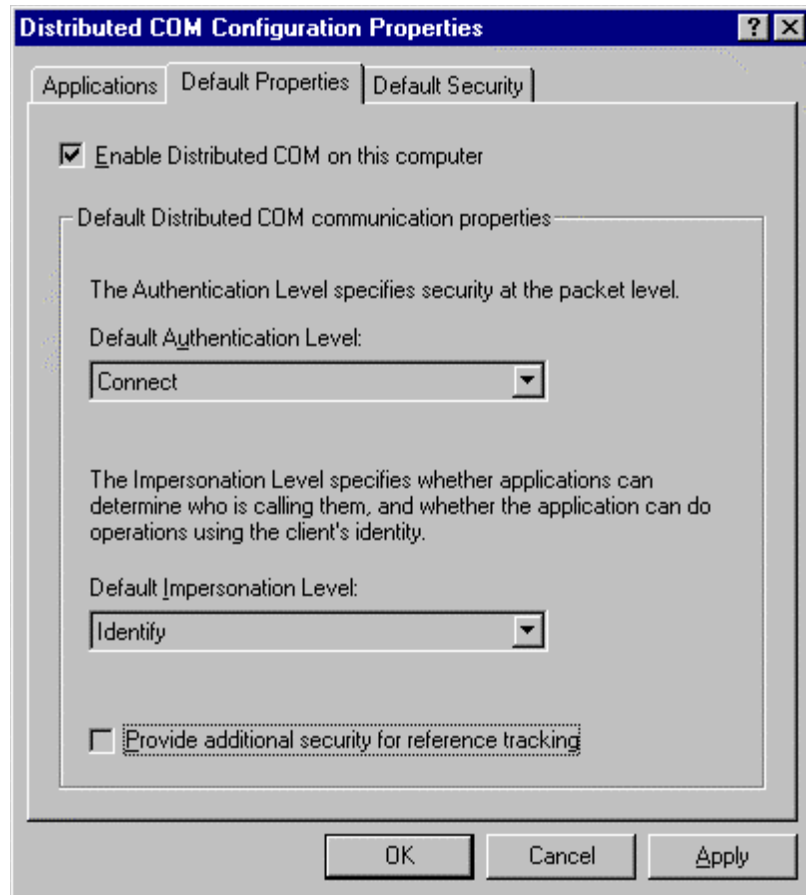 Distributed COM Configuration Properties
Applications
Default Properties
Default Security
Enable Distributed COM on this computer
Default Distributed COM communication properties
The Authentication Level specifies security at the packet level.
Default Authentication Level:
Connect
The Impersonation Level specifies whether applications can
determine who is calling them, and whether the application can do
operations using the client's identity.
Default Impersonation Level:
Identify
Provide additional security for reference tracking
OK
Cancel
Apply